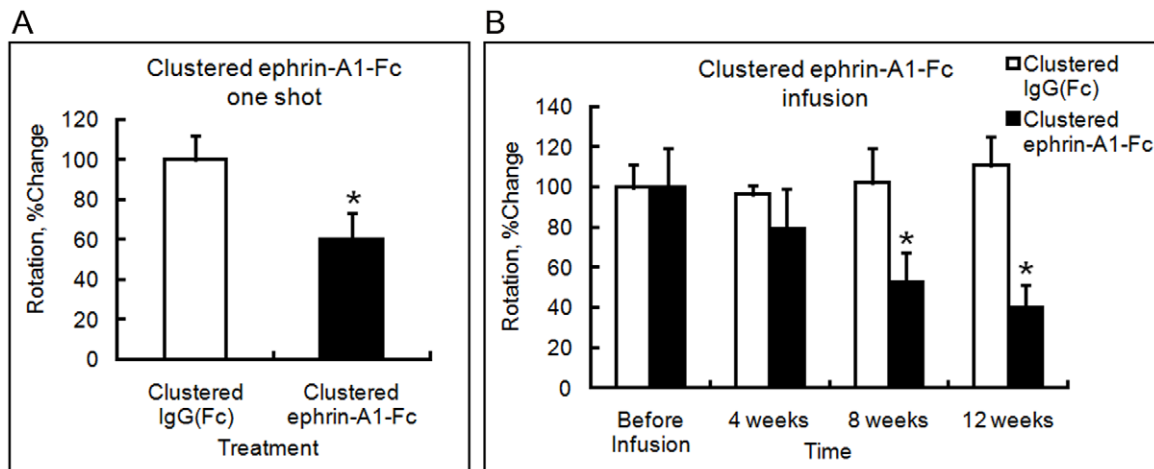 A
Clustered ephrin-A1-Fc
one shot
Rotation, %Change
120
100
80
60
40
20
0
*
Clustered
IgG(Fc)
Clustered
ephrin-A1-Fc
Treatment
B
Clustered ephrin-A1-Fc
infusion
Clustered
IgG(Fc)
Clustered
ephrin-A1-Fc
Rotation, %Change
140
120
100
80
60
40
20
0
*
*
Before
Infusion
4 weeks
8 weeks
12 weeks
Time